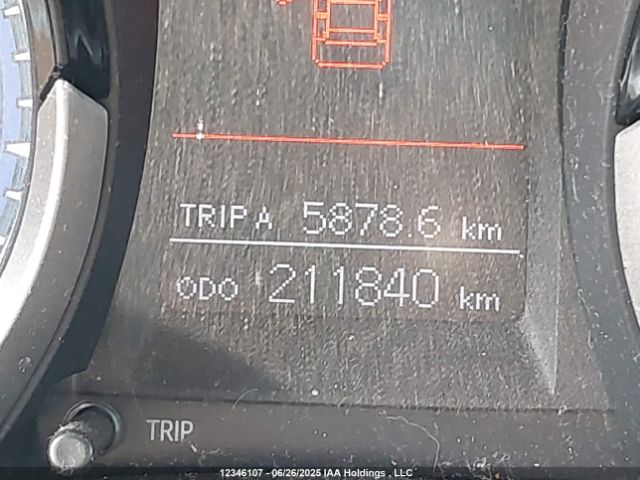 TRIP A 5878.6 km
ODO 211840 km
TRIP
12346107 - 06/26/2025 IAA Holdings , LLC